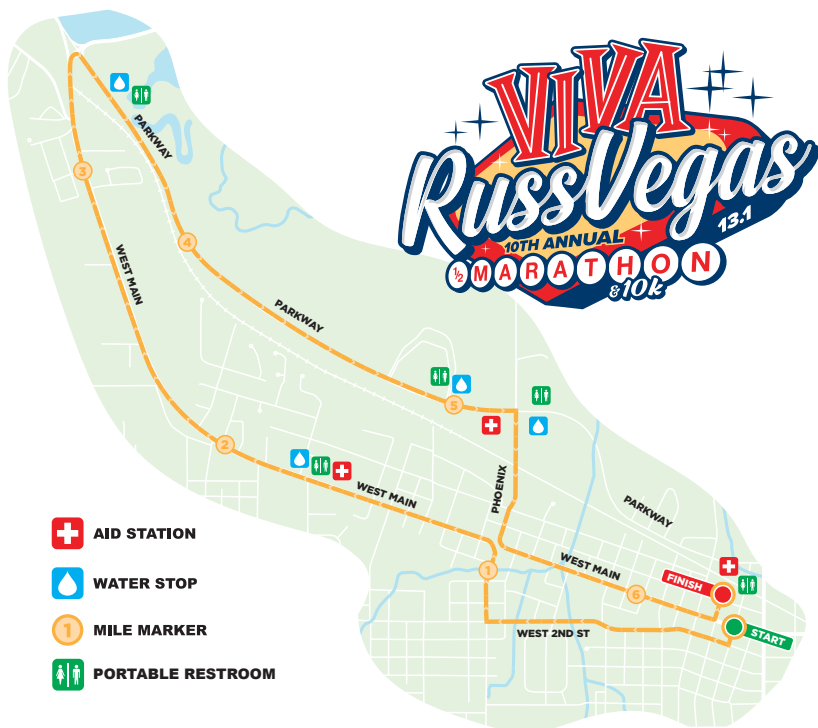 VIVA
RussVegas
10TH ANNUAL
13.1
½ MARATHON
& 10k
PARKWAY
3
4
WEST MAIN
PARKWAY
5
2
WEST MAIN
PHOENIX
PARKWAY
1
WEST MAIN
FINISH
6
START
WEST 2ND ST
AID STATION
WATER STOP
1 MILE MARKER
PORTABLE RESTROOM